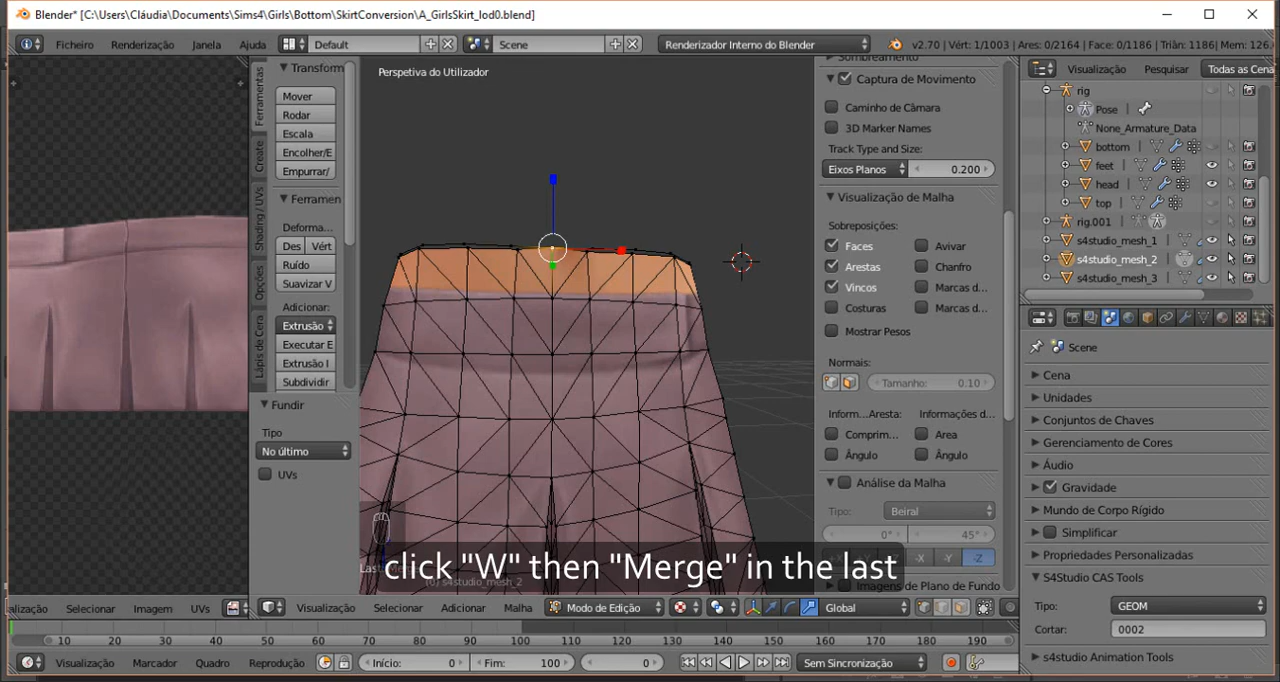 Blender* [C:\Users\Cláudia\Documents\Sims4\Girls\Bottom\SkirtConversion\A_GirlsSkirt_lod0.blend]
Ficheiro Renderização Janela Ajuda Default Scene Renderizador Interno do Blender v2.70 | Vért: 1/1003 | Ares: 0/2164 | Face: 0/1186 | Triân: 1186 | Mem: 126.
Ferramentas
Create
Shading / UVs
Opções
Lápis de Cera
Transform
Mover
Rodar
Escala
Encolher/E
Empurrar/
Ferramen
Deforma...
Des Vért
Ruído
Suavizar V
Adicionar:
Extrusão
Executar E
Extrusão I
Subdividir
Fundir
Tipo
No último
UVs
Perspetiva do Utilizador
(0) s4studio_mesh_2
click "W" then "Merge" in the last
Sombreamento
Captura de Movimento
Caminho de Câmara
3D Marker Names
Track Type and Size:
Eixos Planos 0.200
Visualização de Malha
Sobreposições:
Faces Avivar
Arestas Chanfro
Vincos Marcas d...
Costuras Marcas d...
Mostrar Pesos
Normais:
Tamanho: 0.10
Inform...Aresta: Informações d...
Comprim... Area
Ângulo Ângulo
Análise da Malha
Tipo: Beiral
0° 45°
X -Y -Z
Imagens de Plano de Fundo
Visualização Pesquisar Todas as Cena
rig
Pose
None_Armature_Data
bottom
feet
head
top
rig.001
s4studio_mesh_1
s4studio_mesh_2
s4studio_mesh_3
Scene
Cena
Unidades
Conjuntos de Chaves
Gerenciamento de Cores
Áudio
Gravidade
Mundo de Corpo Rígido
Simplificar
Propriedades Personalizadas
S4Studio CAS Tools
Tipo: GEOM
Cortar: 0002
s4studio Animation Tools
alização Selecionar Imagem UVs Visualização Selecionar Adicionar Malha Modo de Edição Global
10 20 30 40 50 60 70 80 90 100 110 120 130 140 150 160 170 180 190
Visualização Marcador Quadro Reprodução Início: 0 Fim: 100 0 Sem Sincronização